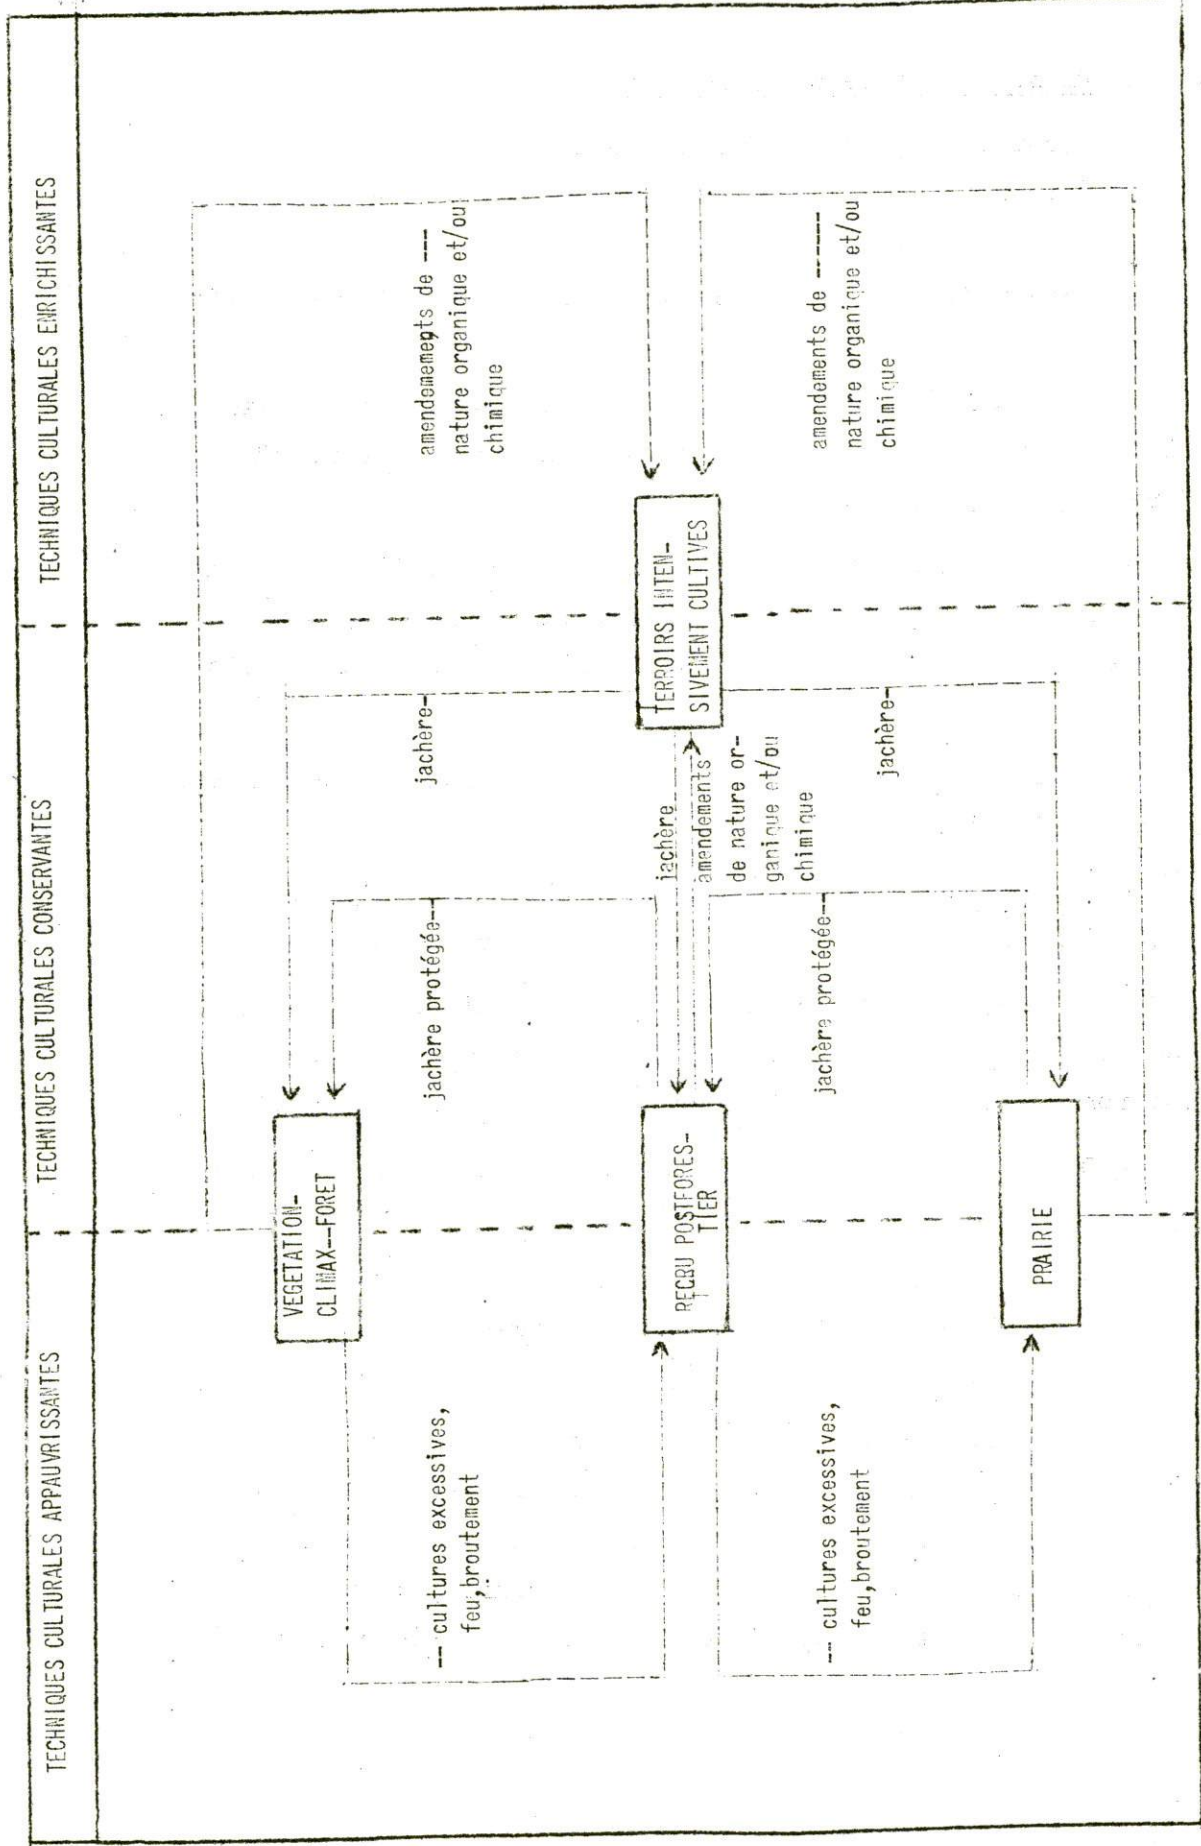 TECHNIQUES CULTURALES APPAUVRISSANTES
TECHNIQUES CULTURALES CONSERVANTES
TECHNIQUES CULTURALES ENRICHISSANTES
VEGETATION-
CLIMAX--FORET
-- cultures excessives,
feu,broutement
jachère protégée
jachère
amendements de ---
nature organique et/ou
chimique
RECRU POSTFORES-
TIER
jachère
amendements
de nature or-
ganique et/ou
chimique
TERROIRS INTEN-
SIVEMENT CULTIVES
-- cultures excessives,
feu,broutement
jachère protégée
jachère
amendements de ------
nature organique et/ou
chimique
PRAIRIE